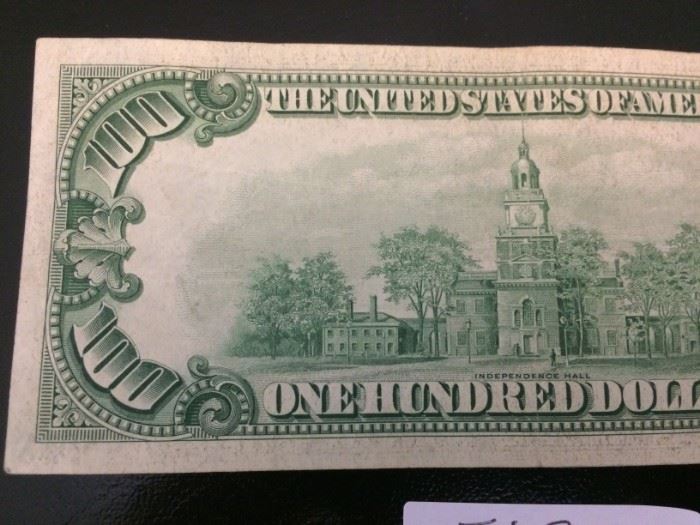 100
THE UNITED STATES OF AME
INDEPENDENCE HALL
100
ONE HUNDRED DOLL